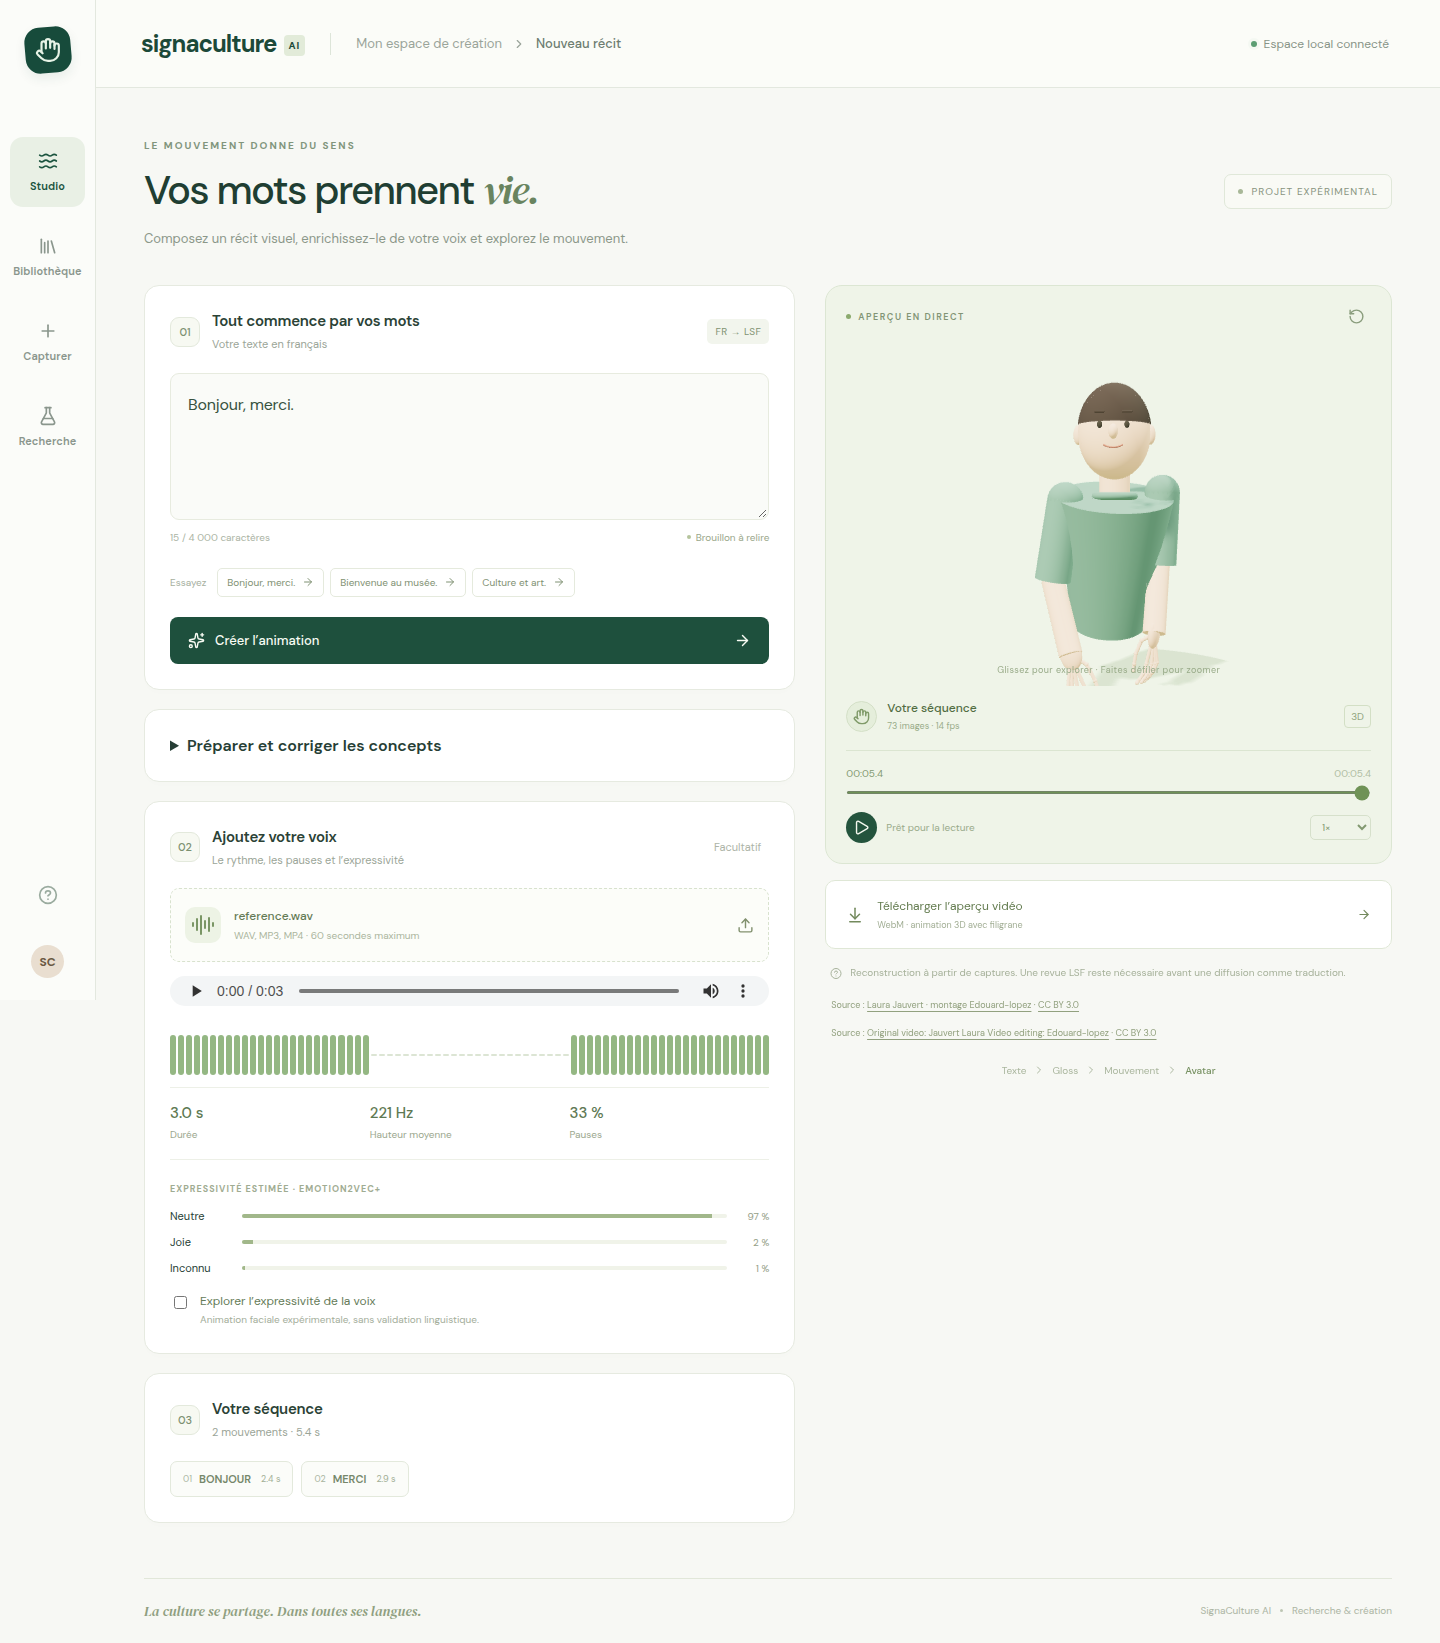 signaculture AI
Mon espace de création > Nouveau récit
Espace local connecté
Studio
Bibliothèque
Capturer
Recherche
SC
LE MOUVEMENT DONNE DU SENS
Vos mots prennent vie.
PROJET EXPÉRIMENTAL
Composez un récit visuel, enrichissez-le de votre voix et explorez le mouvement.
01
Tout commence par vos mots
Votre texte en français
FR → LSF
Bonjour, merci.
15 / 4 000 caractères
Brouillon à relire
Essayez
Bonjour, merci. →
Bienvenue au musée. →
Culture et art. →
Créer l’animation
Préparer et corriger les concepts
02
Ajoutez votre voix
Le rythme, les pauses et l’expressivité
Facultatif
reference.wav
WAV, MP3, MP4 · 60 secondes maximum
0:00 / 0:03
3.0 s
Durée
221 Hz
Hauteur moyenne
33 %
Pauses
EXPRESSIVITÉ ESTIMÉE · EMOTION2VEC+
Neutre 97 %
Joie 2 %
Inconnu 1 %
Explorer l’expressivité de la voix
Animation faciale expérimentale, sans validation linguistique.
03
Votre séquence
2 mouvements · 5.4 s
01 BONJOUR 2.4 s
02 MERCI 2.9 s
APERÇU EN DIRECT
Glissez pour explorer · Faites défiler pour zoomer
Votre séquence
73 images · 14 fps
3D
00:05.4
00:05.4
Prêt pour la lecture
1×
Télécharger l’aperçu vidéo
WebM · animation 3D avec filigrane
Reconstruction à partir de captures. Une revue LSF reste nécessaire avant une diffusion comme traduction.
Source : Laura Jauvert · montage Edouard-lopez · CC BY 3.0
Source : Original video: Jauvert Laura Video editing: Edouard-lopez · CC BY 3.0
Texte > Gloss > Mouvement > Avatar
La culture se partage. Dans toutes ses langues.
SignaCulture AI • Recherche & création